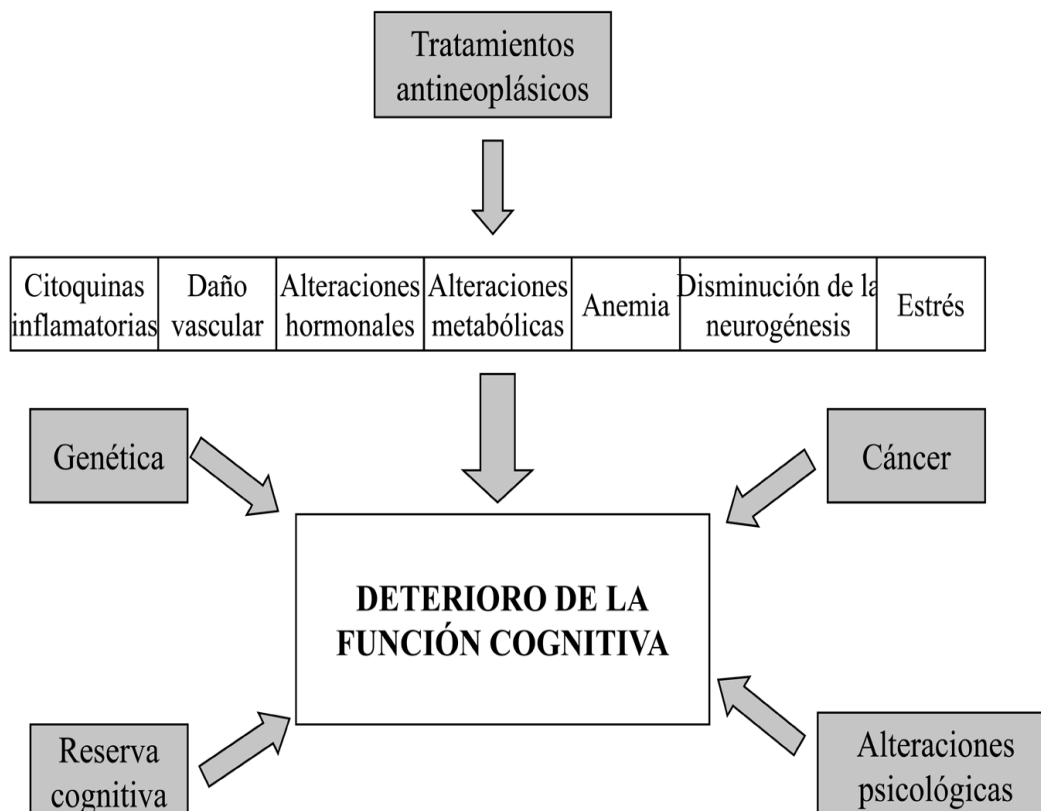 Tratamientos
antineoplásicos
Citoquinas
inflamatorias
Daño
vascular
Alteraciones
hormonales
Alteraciones
metabólicas
Anemia
Disminución de la
neurogénesis
Estrés
Genética
Cáncer
DETERIORO DE LA
FUNCIÓN COGNITIVA
Reserva
cognitiva
Alteraciones
psicológicas